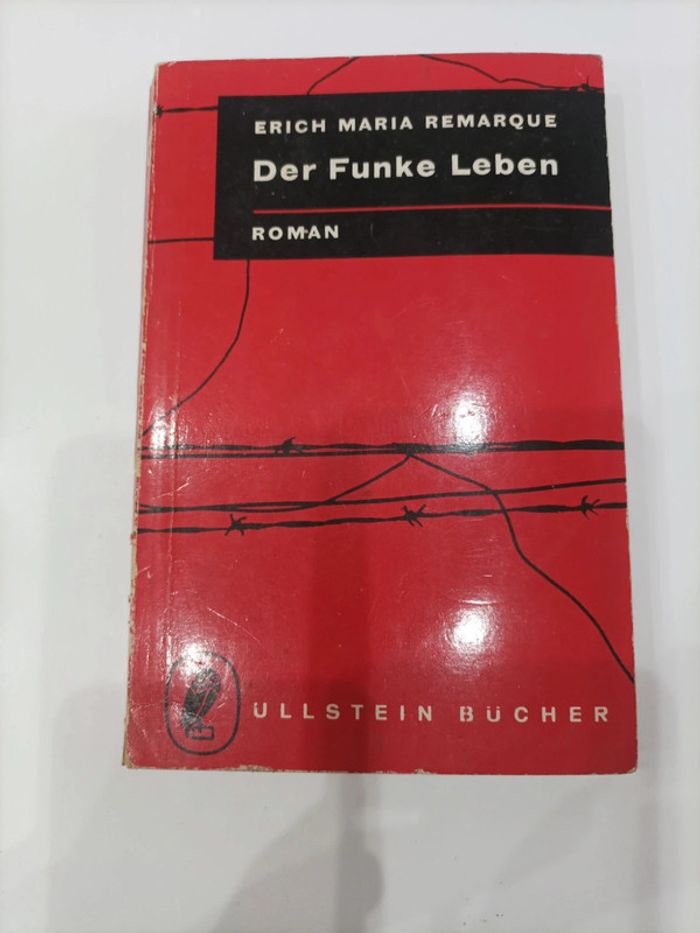 ERICH MARIA REMARQUE
Der Funke Leben
ROMAN
ULLSTEIN BÜCHER